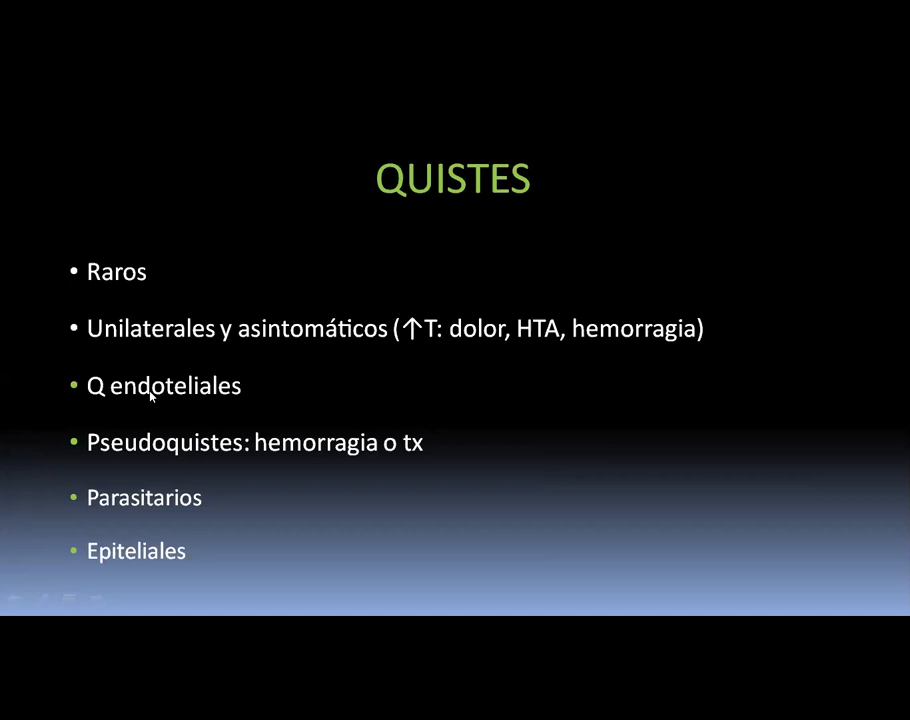 QUISTES
• Raros
• Unilaterales y asintomáticos (↑T: dolor, HTA, hemorragia)
• Q endoteliales
• Pseudoquistes: hemorragia o tx
• Parasitarios
• Epiteliales